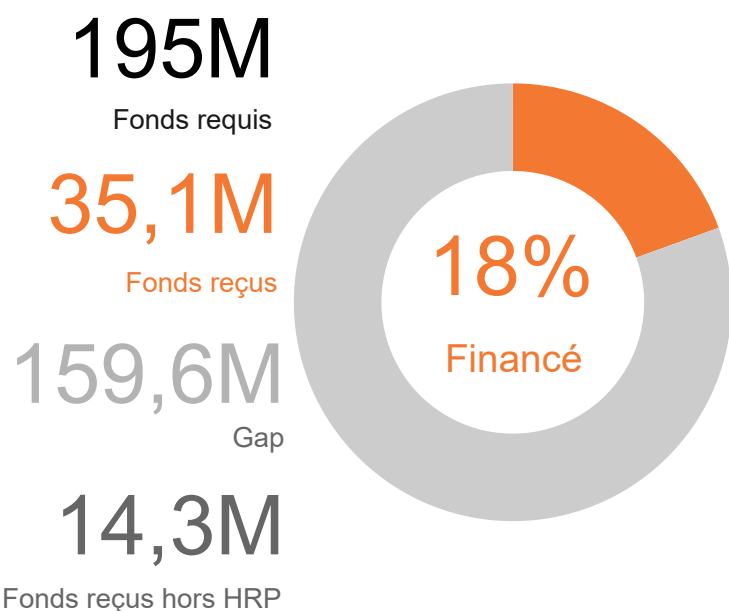 195M
Fonds requis
35,1M
Fonds reçus
159,6M
Gap
14,3M
Fonds reçus hors HRP
18%
Financé